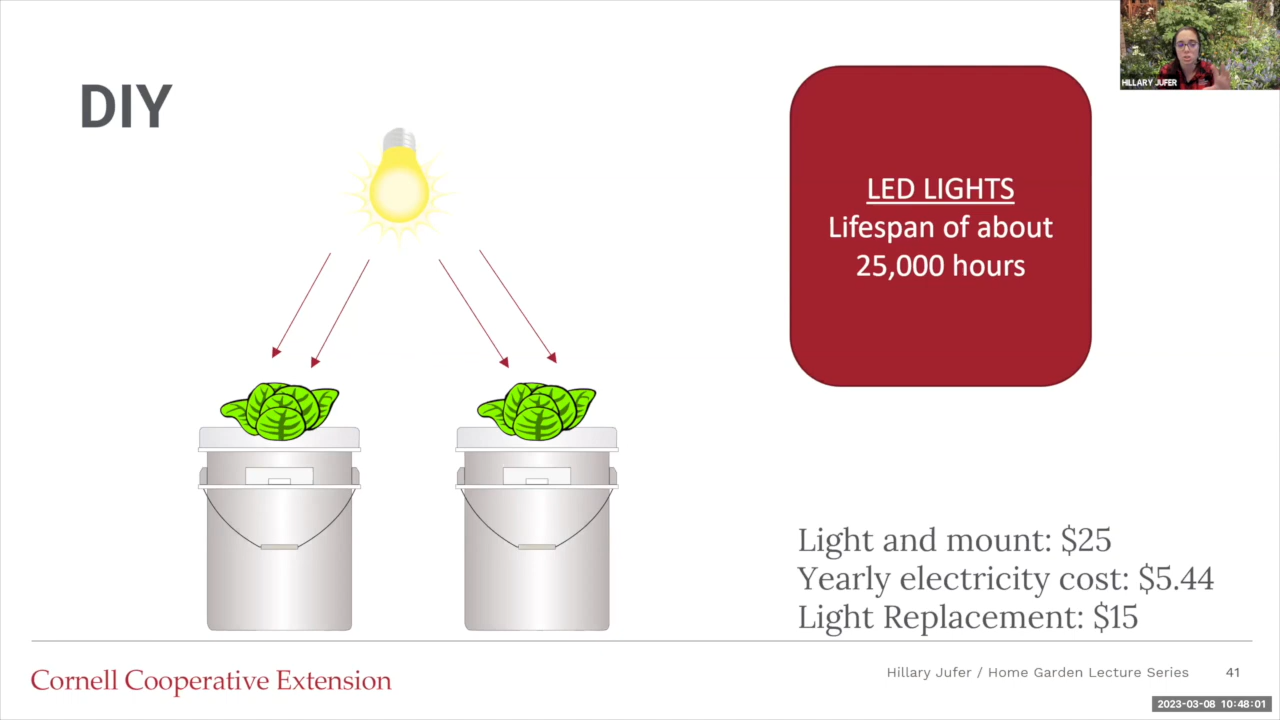 DIY
HILLARY JUFER
LED LIGHTS
Lifespan of about
25,000 hours
Light and mount: $25
Yearly electricity cost: $5.44
Light Replacement: $15
Cornell Cooperative Extension
Hillary Jufer / Home Garden Lecture Series
41
2023-03-08 10:48:01